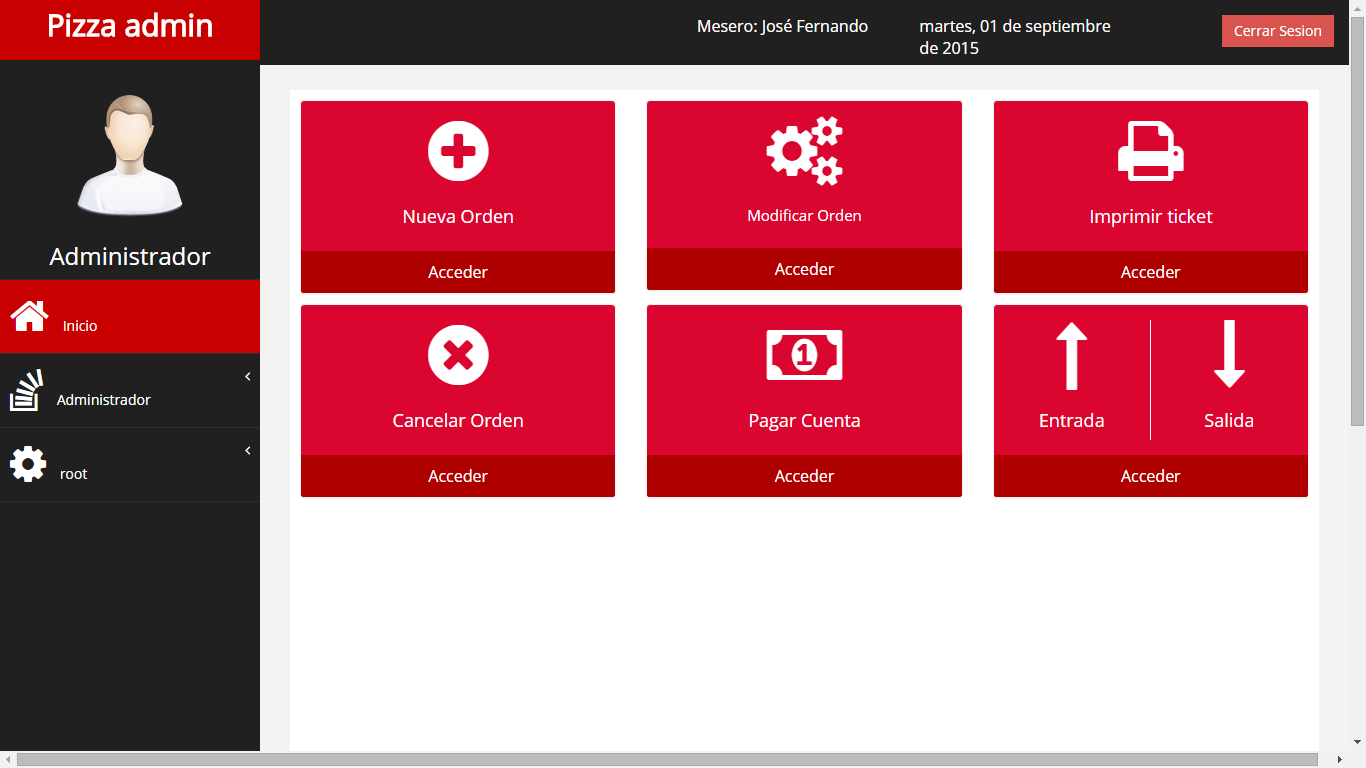 Pizza admin
Mesero: José Fernando
martes, 01 de septiembre
de 2015
Cerrar Sesion
Administrador
Inicio
Administrador
root
Nueva Orden
Acceder
Modificar Orden
Acceder
Imprimir ticket
Acceder
Cancelar Orden
Acceder
1
Pagar Cuenta
Acceder
Entrada
Salida
Acceder